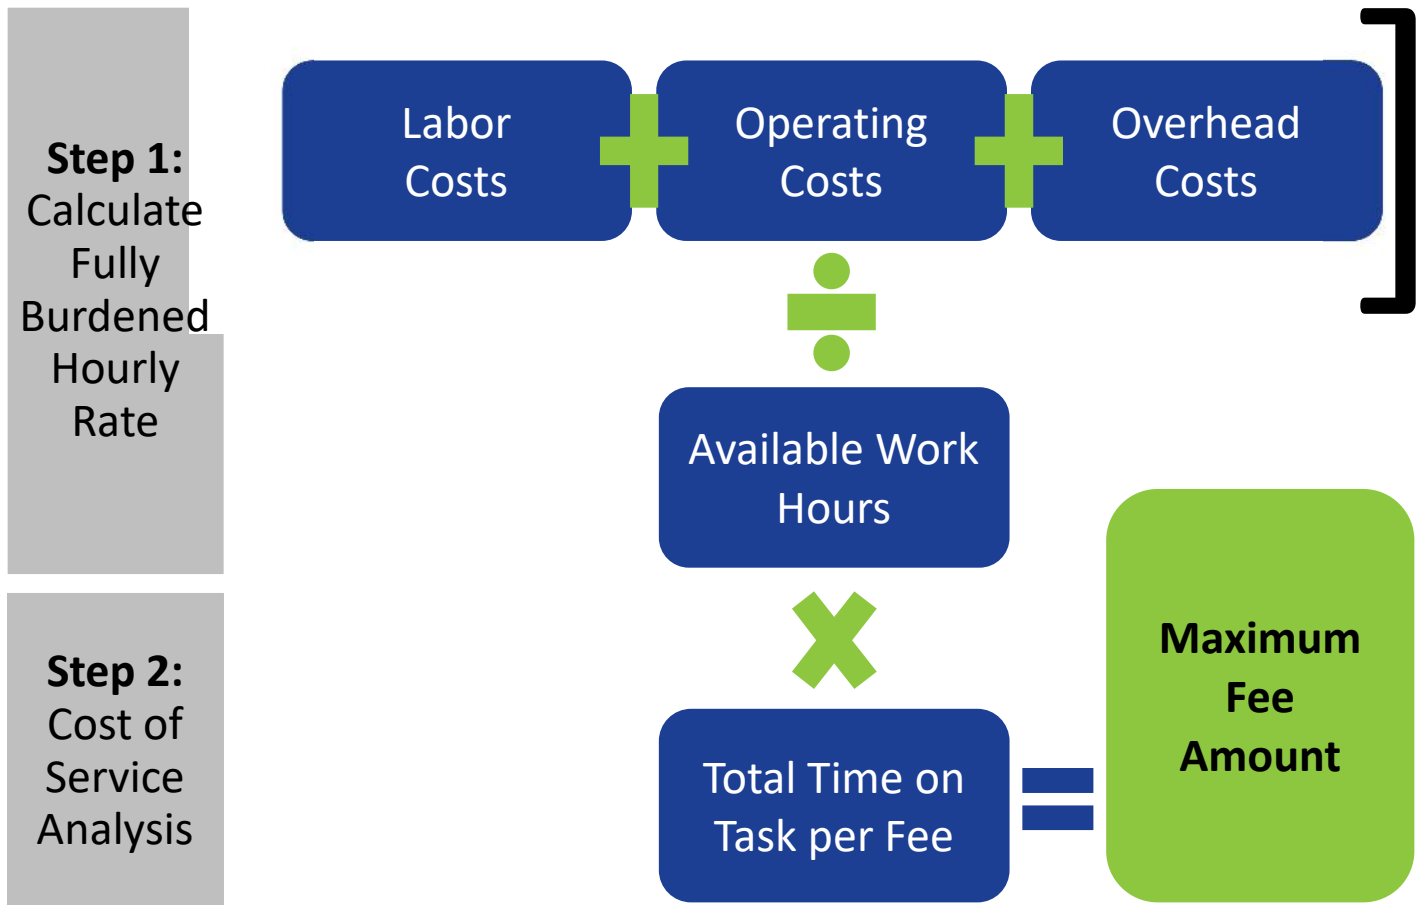 Step 1:
Calculate
Fully
Burdened
Hourly
Rate
Labor
Costs
Operating
Costs
Overhead
Costs
Available Work
Hours
Step 2:
Cost of
Service
Analysis
Total Time on
Task per Fee
Maximum
Fee
Amount